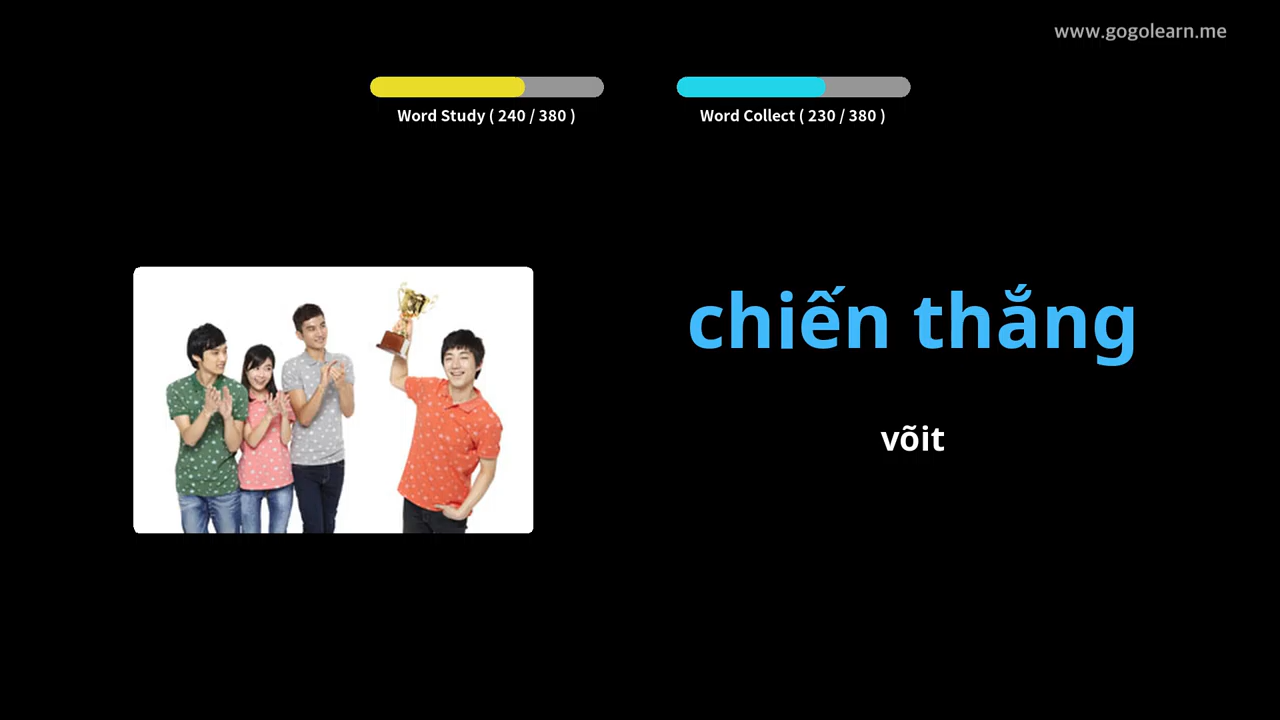 www.gogolearn.me
Word Study ( 240 / 380 )
Word Collect ( 230 / 380 )
chiến thắng
võit